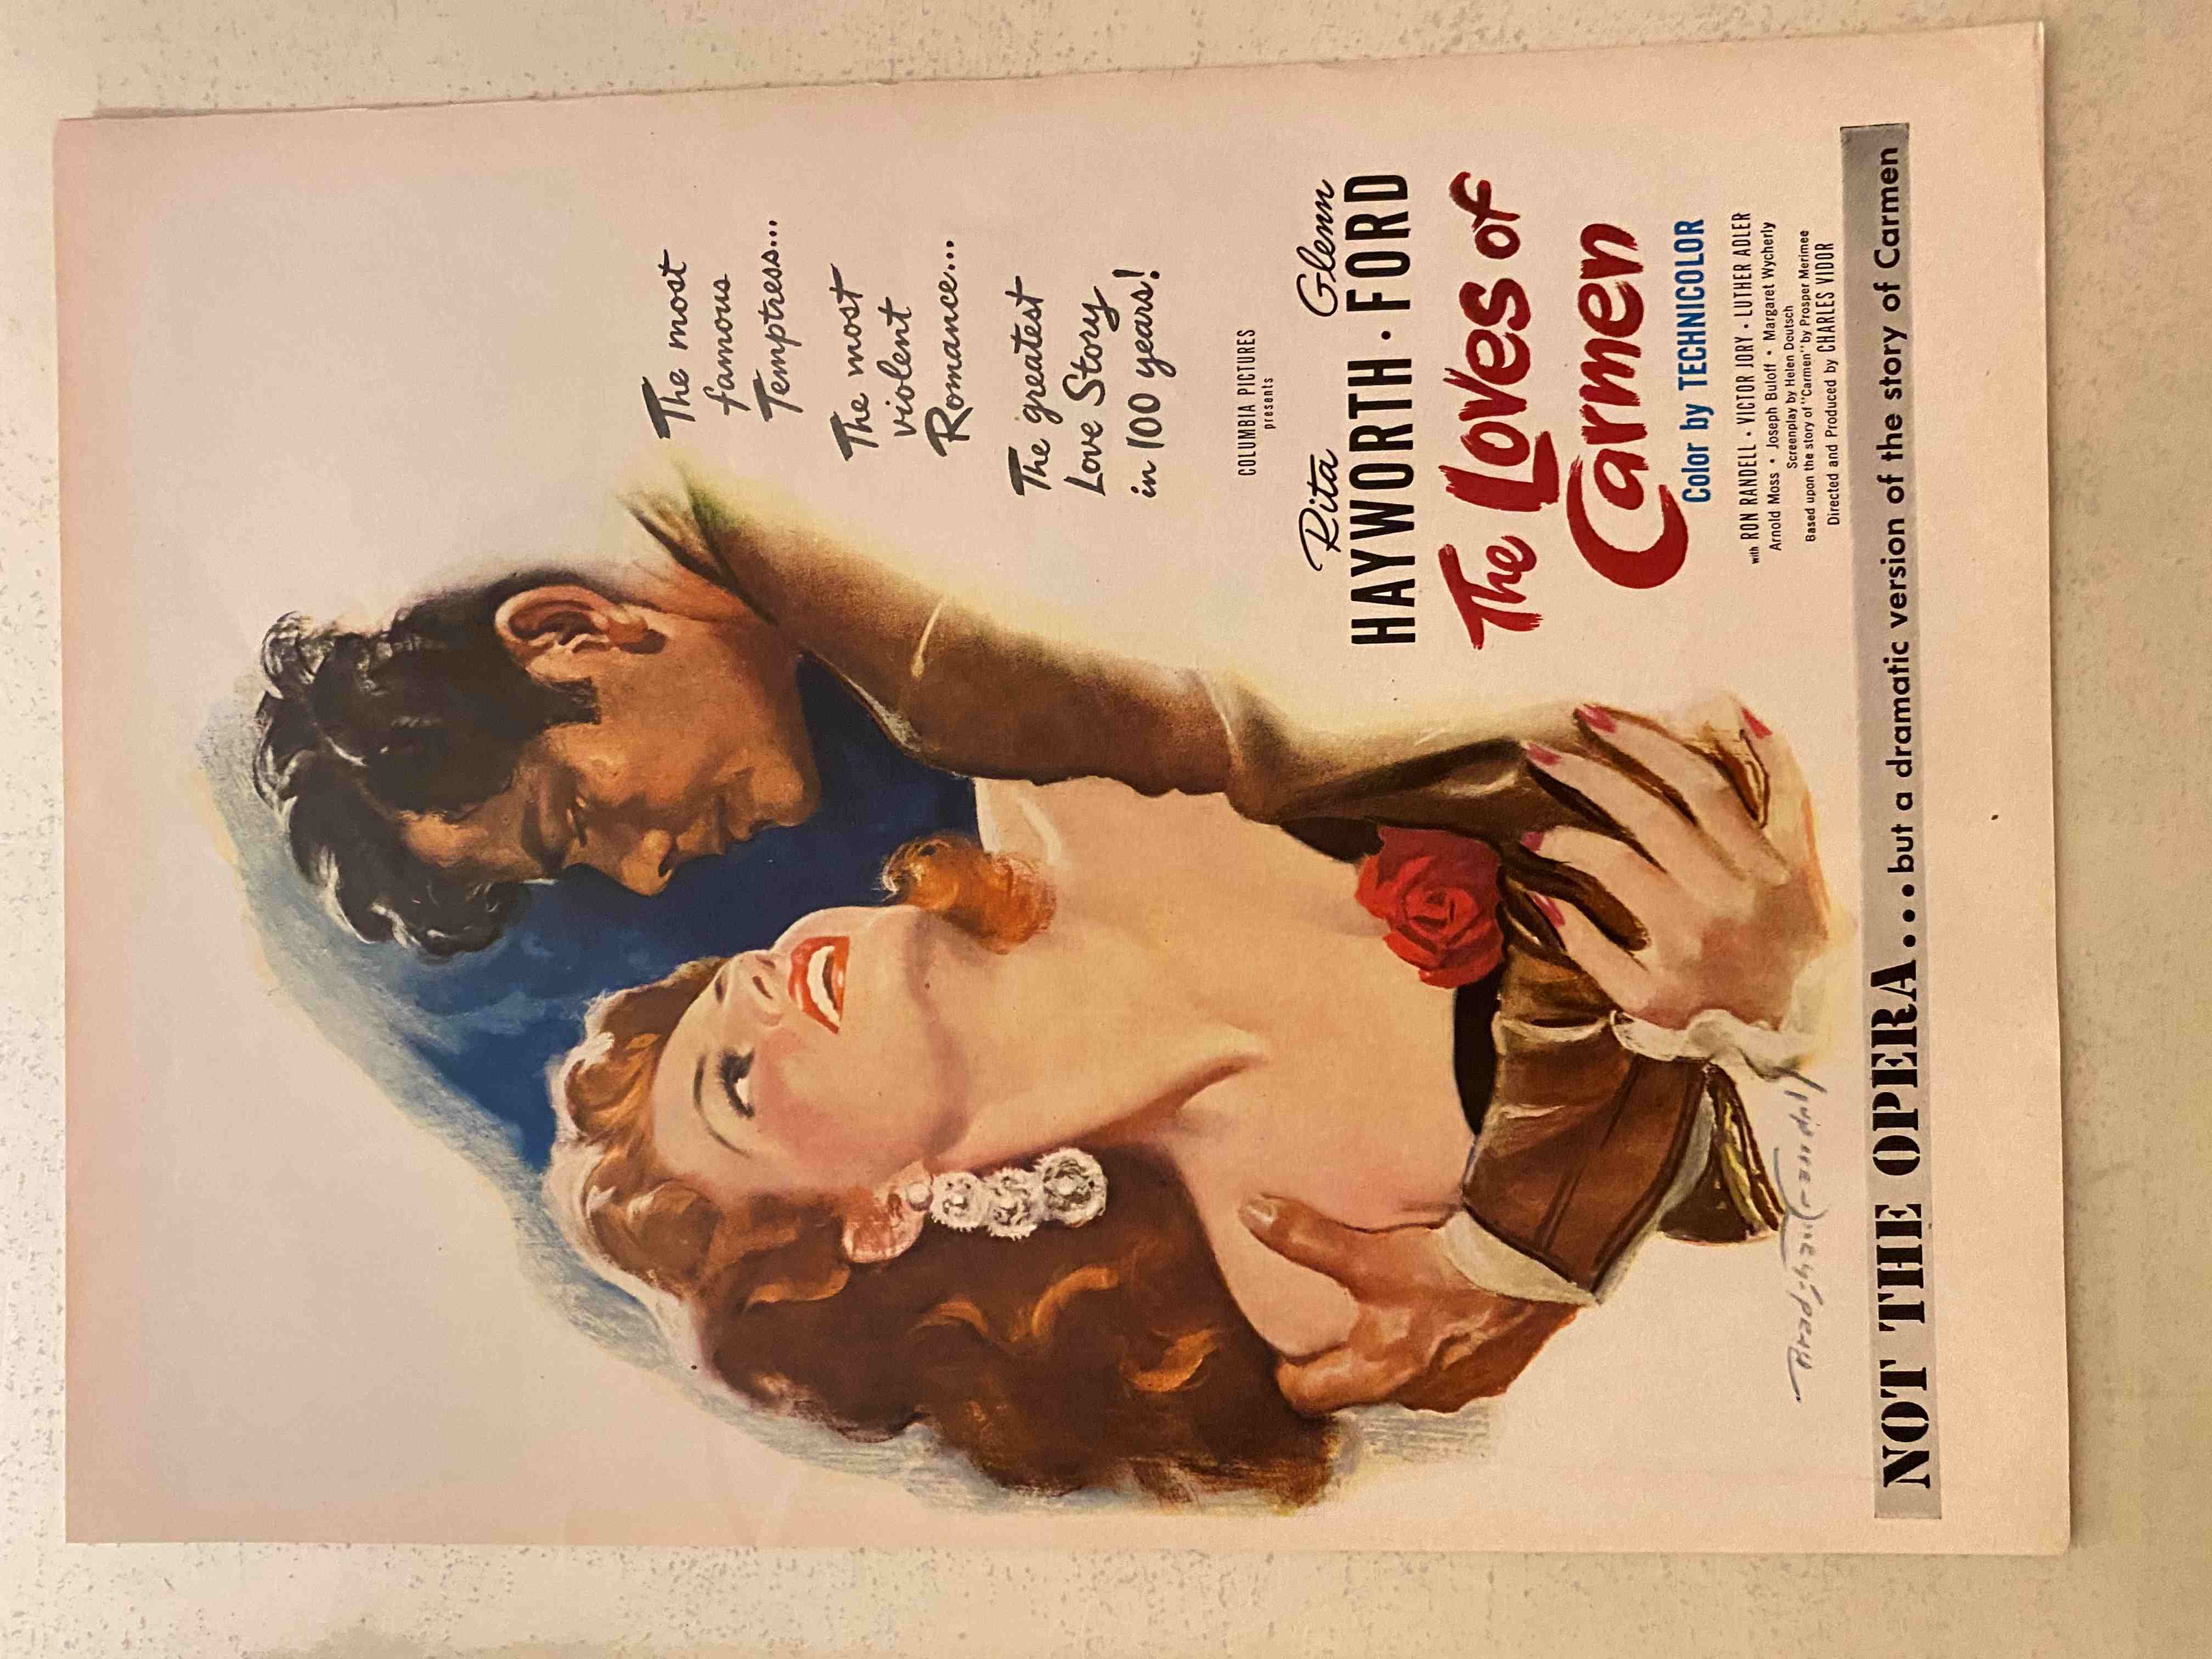 The most
famous
Temptress...
The most
violent
Romance...
The greatest
Love Story
in 100 years!
COLUMBIA PICTURES
presents
Rita Glenn
HAYWORTH · FORD
The Loves of
Carmen
Color by TECHNICOLOR
with RON RANDELL · VICTOR JORY · LUTHER ADLER
Arnold Moss • Joseph Buloff • Margaret Wycherly
Screenplay by Helen Deutsch
Based upon the story of "Carmen" by Prosper Merimee
Directed and Produced by CHARLES VIDOR
Bradshaw Crandell
NOT THE OPERA...but a dramatic version of the story of Carmen